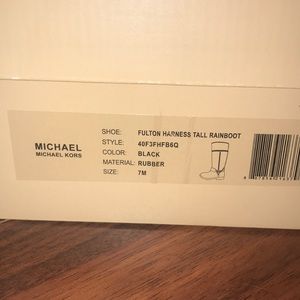 MICHAEL
MICHAEL KORS
SHOE: FULTON HARNESS TALL RAINBOOT
STYLE: 40F3FHFB6Q
COLOR: BLACK
MATERIAL: RUBBER
SIZE: 7M